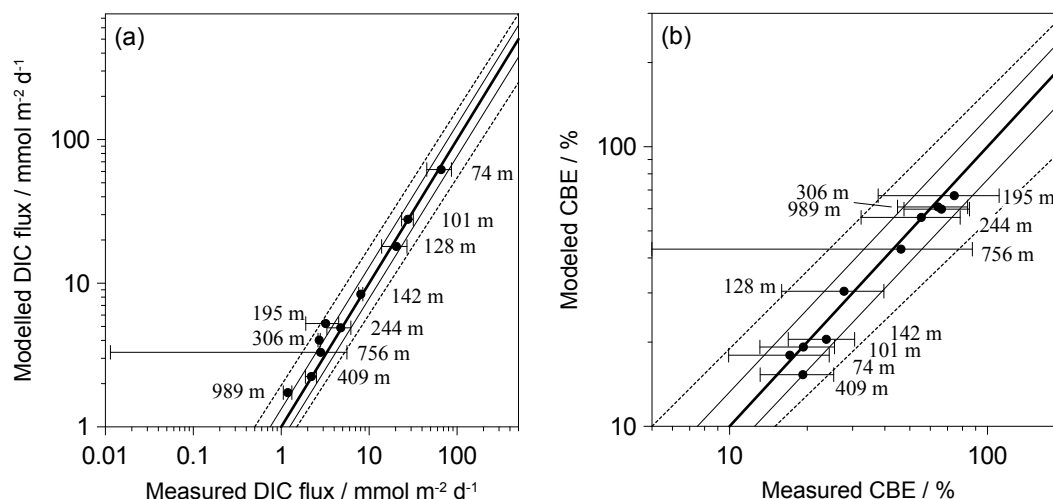 (a)
Modelled DIC flux / mmol m⁻² d⁻¹
100
10
1
74 m
101 m
128 m
142 m
195 m
244 m
306 m
756 m
409 m
989 m
0.01 0.1 1 10 100
Measured DIC flux / mmol m⁻² d⁻¹
(b)
Modeled CBE / %
100
10
306 m
195 m
989 m
244 m
756 m
128 m
142 m
101 m
74 m
409 m
10 100
Measured CBE / %